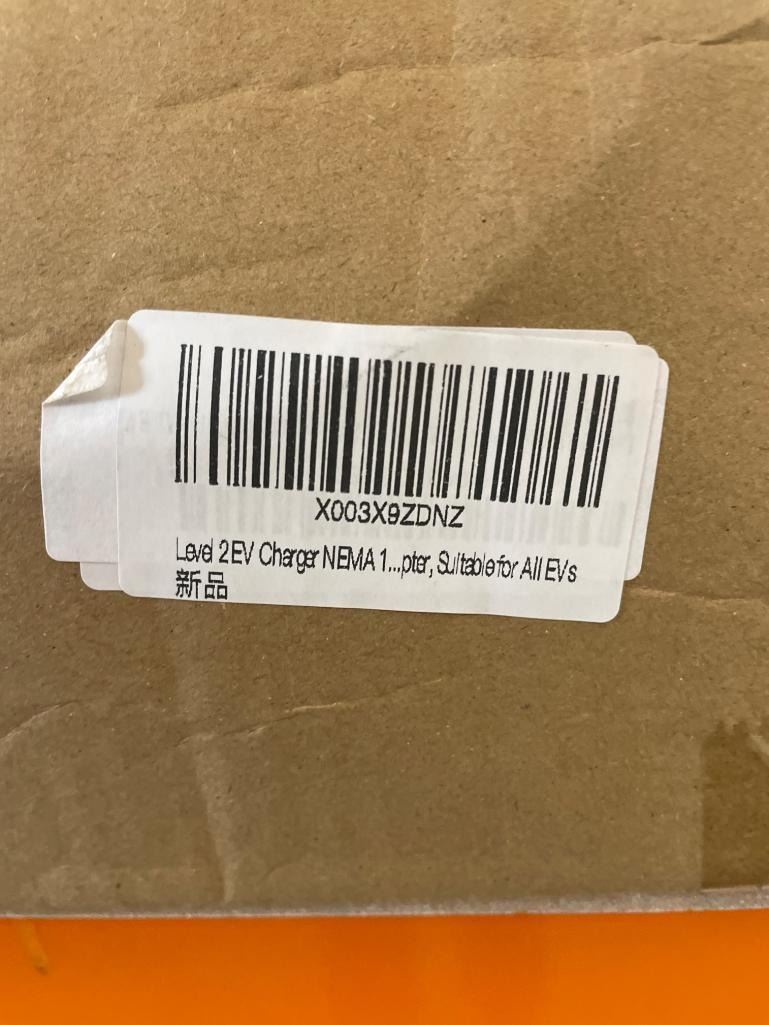 X003X9ZDNZ
Level 2 EV Charger NEMA 1...pter, Suitable for All EVs
新品